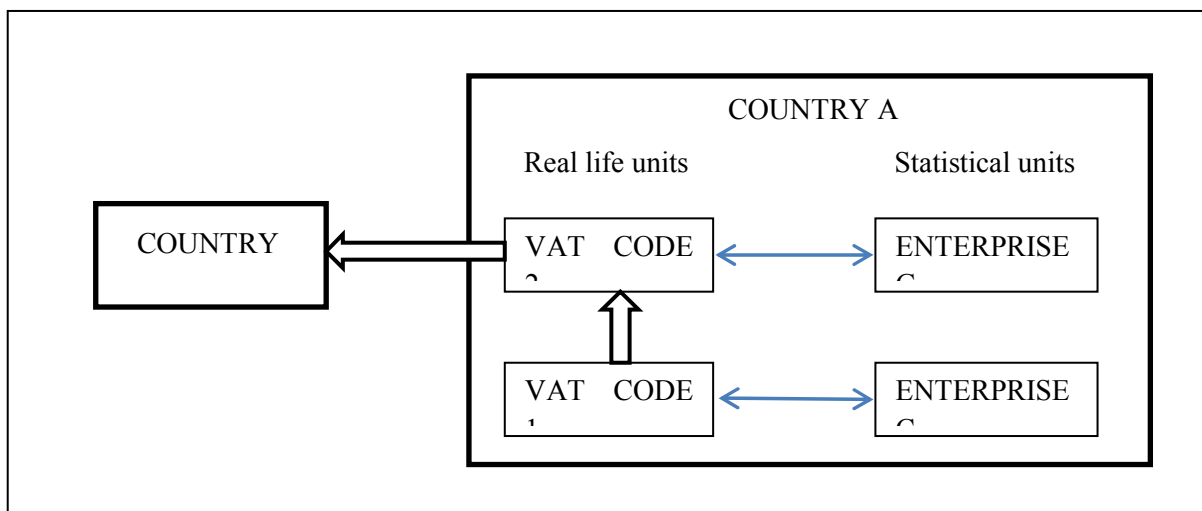 COUNTRY A
Real life units
Statistical units
COUNTRY
VAT CODE
ENTERPRISE
VAT CODE
ENTERPRISE